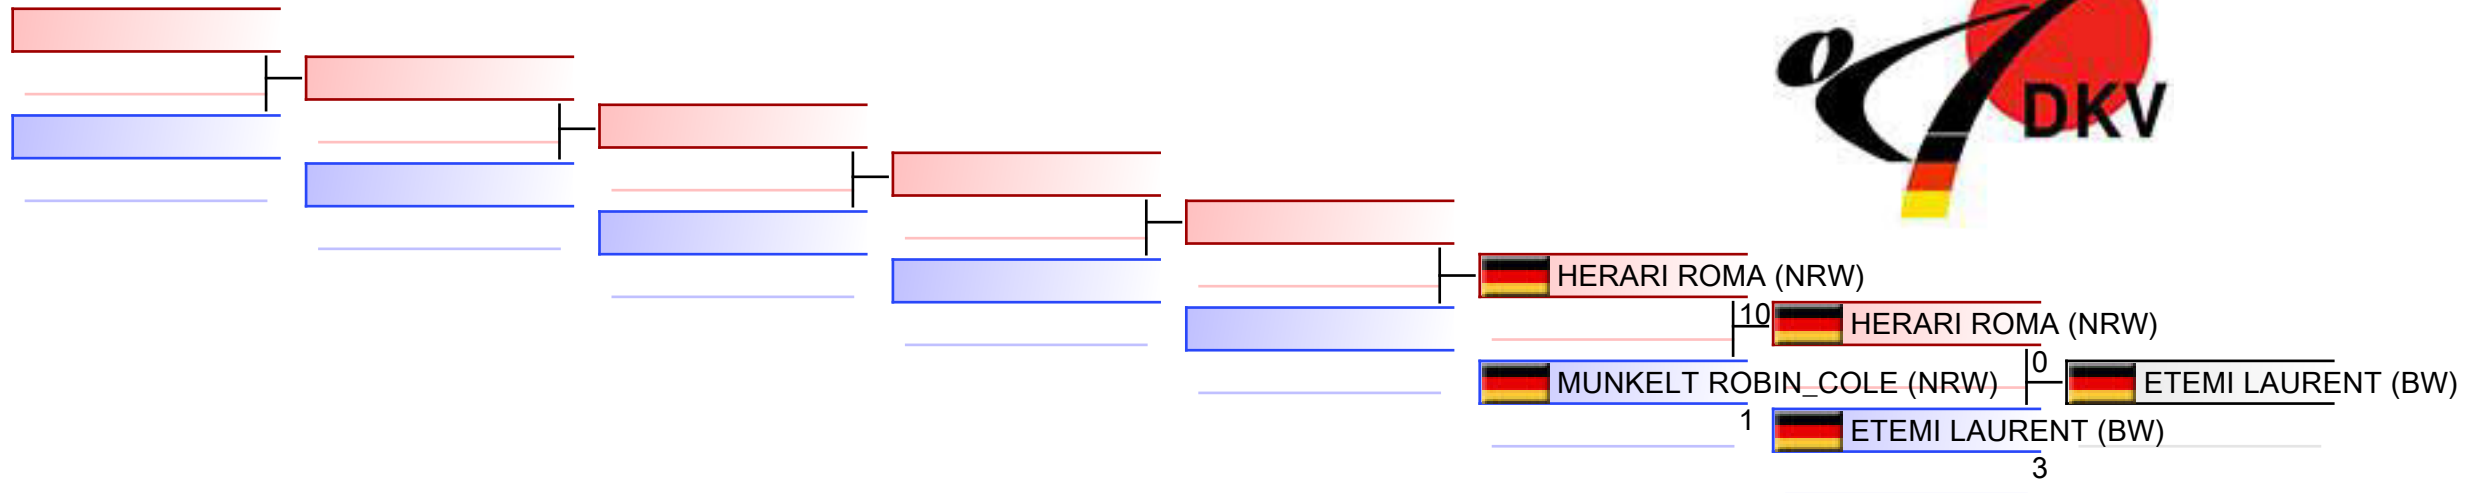 DKV
HERARI ROMA (NRW)
10
HERARI ROMA (NRW)
0
MUNKELT ROBIN_COLE (NRW)
ETEMI LAURENT (BW)
1
ETEMI LAURENT (BW)
3